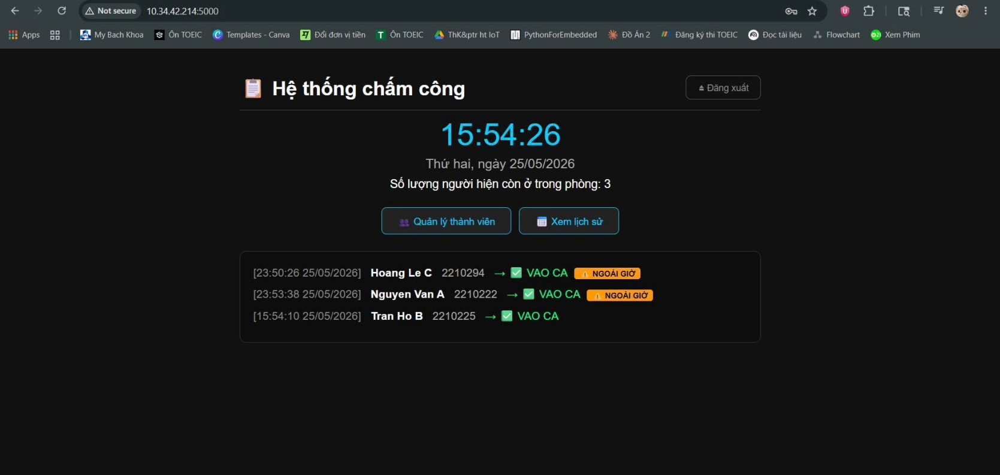 Not secure 10.34.42.214:5000
Apps My Bach Khoa Ôn TOEIC Templates - Canva Đổi đơn vị tiền Ôn TOEIC ThK&ptr ht IoT PythonForEmbedded Đồ Án 2 Đăng ký thi TOEIC Đọc tài liệu Flowchart Xem Phim
Hệ thống chấm công
Đăng xuất
15:54:26
Thứ hai, ngày 25/05/2026
Số lượng người hiện còn ở trong phòng: 3
Quản lý thành viên Xem lịch sử
[23:50:26 25/05/2026] Hoang Le C 2210294 → ✅ VAO CA ⚠️ NGOÀI GIỜ
[23:53:38 25/05/2026] Nguyen Van A 2210222 → ✅ VAO CA ⚠️ NGOÀI GIỜ
[15:54:10 25/05/2026] Tran Ho B 2210225 → ✅ VAO CA